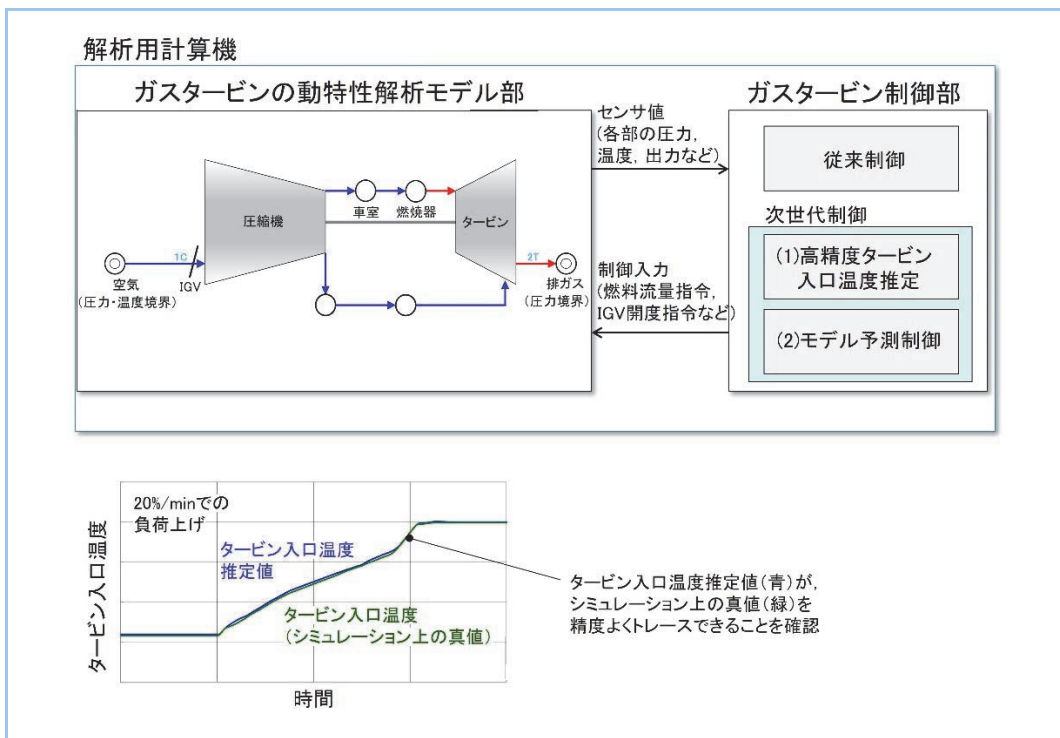 解析用計算機
ガスタービンの動特性解析モデル部
圧縮機
車室
燃焼器
タービン
空気
(圧力・温度境界)
1C
IGV
2T
排ガス
(圧力境界)
センサ値
(各部の圧力,
温度, 出力など)
制御入力
(燃料流量指令,
IGV開度指令など)
ガスタービン制御部
従来制御
次世代制御
(1)高精度タービン
入口温度推定
(2)モデル予測制御
20%/minでの
負荷上げ
タービン入口温度
推定値
タービン入口温度
(シミュレーション上の真値)
タービン入口温度
時間
タービン入口温度推定値(青)が,
シミュレーション上の真値(緑)を
精度よくトレースできることを確認